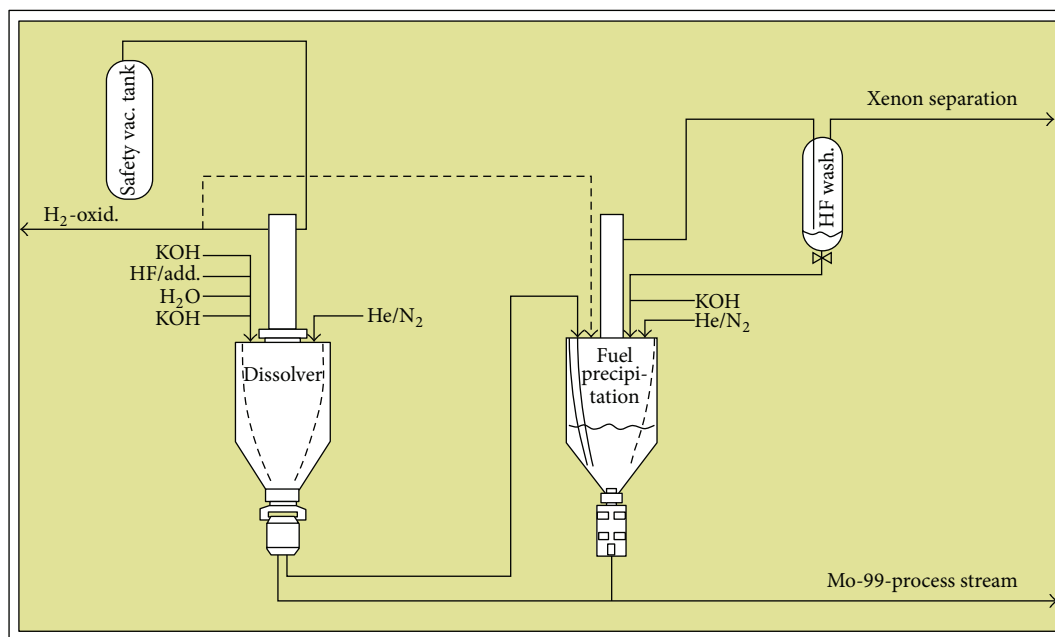 Safety vac. tank
Xenon separation
HF wash.
H₂-oxid.
KOH
HF/add.
H₂O
KOH
He/N₂
KOH
He/N₂
Dissolver
Fuel
precipi-
tation
Mo-99-process stream